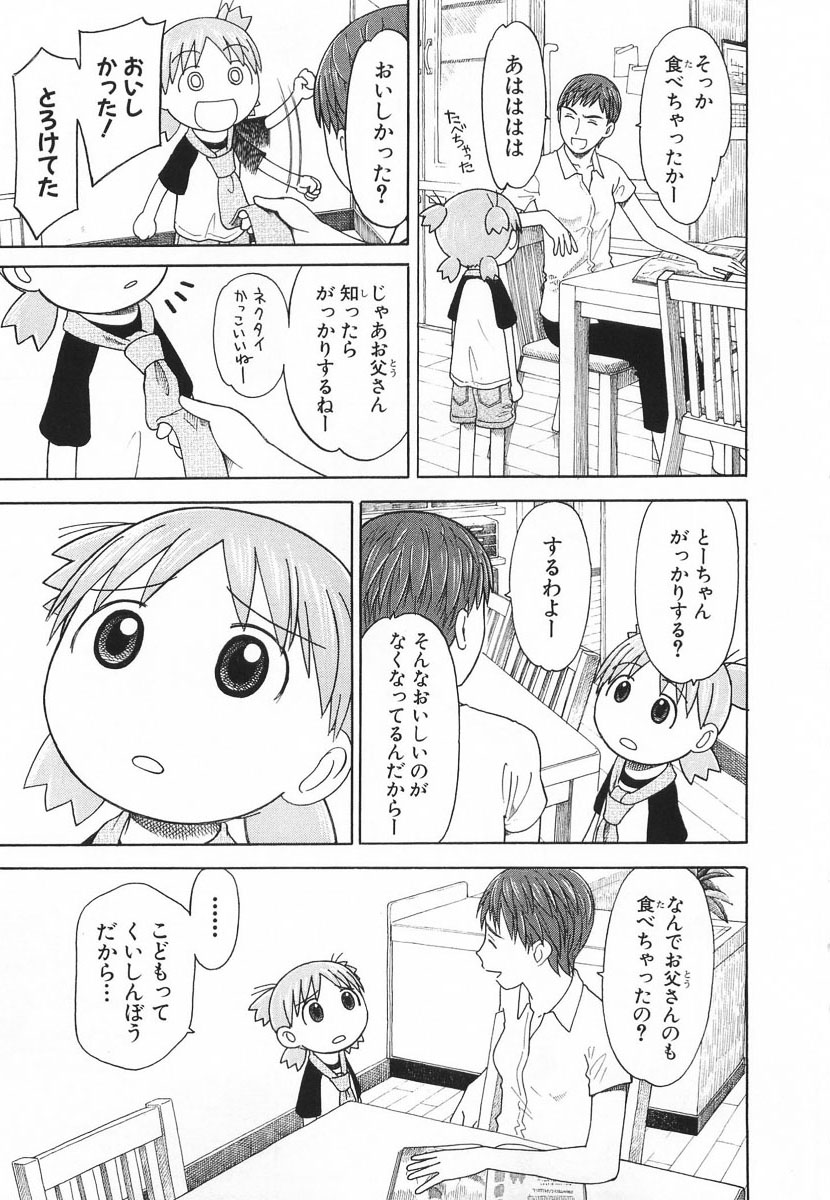 そっか
食べちゃったかー
あはははは
たべちゃった
おいしかった？
おいし
かった！
とろけてた
じゃあお父さん
知ったら
がっかりするねー
ネクタイ
かっこいいねー
とーちゃん
がっかりする？
するわよー
そんなおいしいのが
なくなってるんだからー
なんでお父さんのも
食べちゃったの？
……
こどもって
くいしんぼう
だから…